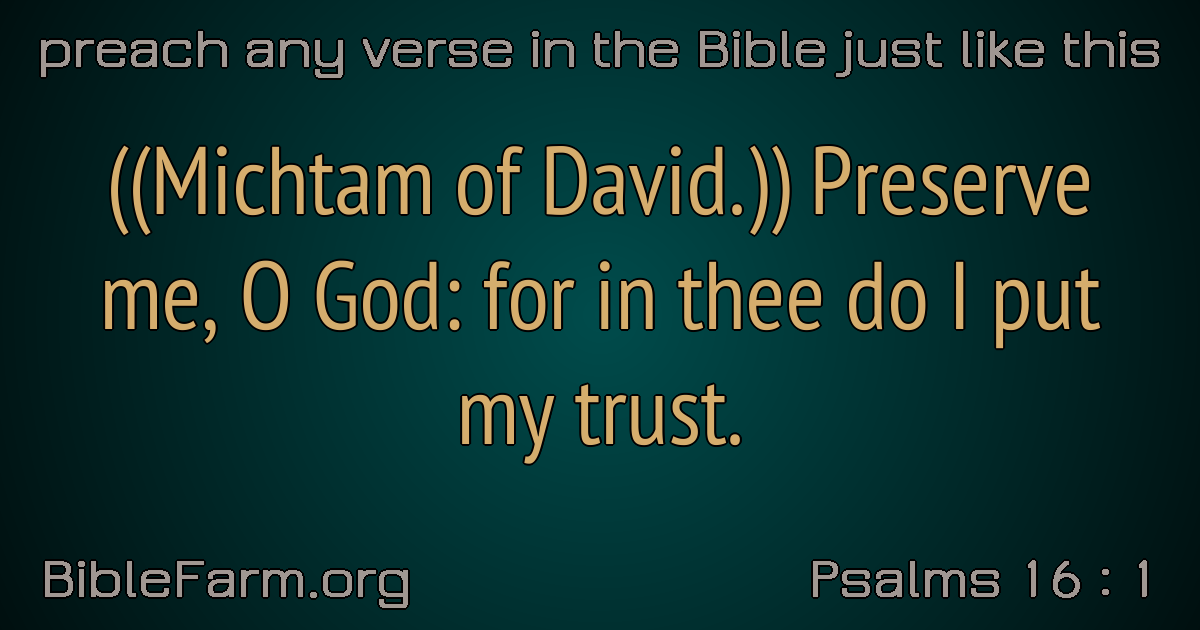 preach any verse in the Bible just like this
((Michtam of David.)) Preserve
me, O God: for in thee do I put
my trust.
BibleFarm.org
Psalms 16 : 1